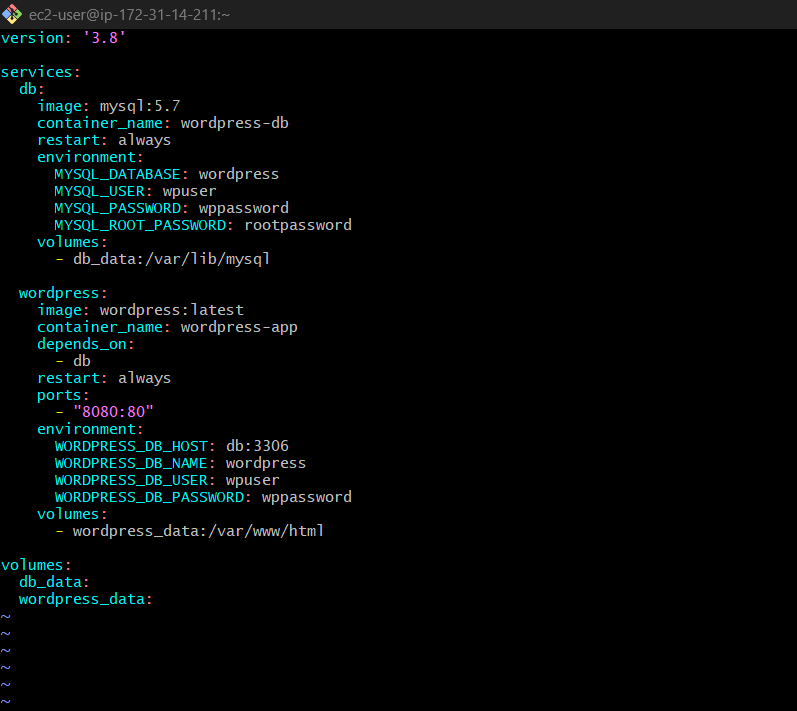 ec2-user@ip-172-31-14-211:~
version: '3.8'

services:
  db:
    image: mysql:5.7
    container_name: wordpress-db
    restart: always
    environment:
      MYSQL_DATABASE: wordpress
      MYSQL_USER: wpuser
      MYSQL_PASSWORD: wppassword
      MYSQL_ROOT_PASSWORD: rootpassword
    volumes:
      - db_data:/var/lib/mysql

  wordpress:
    image: wordpress:latest
    container_name: wordpress-app
    depends_on:
      - db
    restart: always
    ports:
      - "8080:80"
    environment:
      WORDPRESS_DB_HOST: db:3306
      WORDPRESS_DB_NAME: wordpress
      WORDPRESS_DB_USER: wpuser
      WORDPRESS_DB_PASSWORD: wppassword
    volumes:
      - wordpress_data:/var/www/html

volumes:
  db_data:
  wordpress_data:
~
~
~
~
~
~